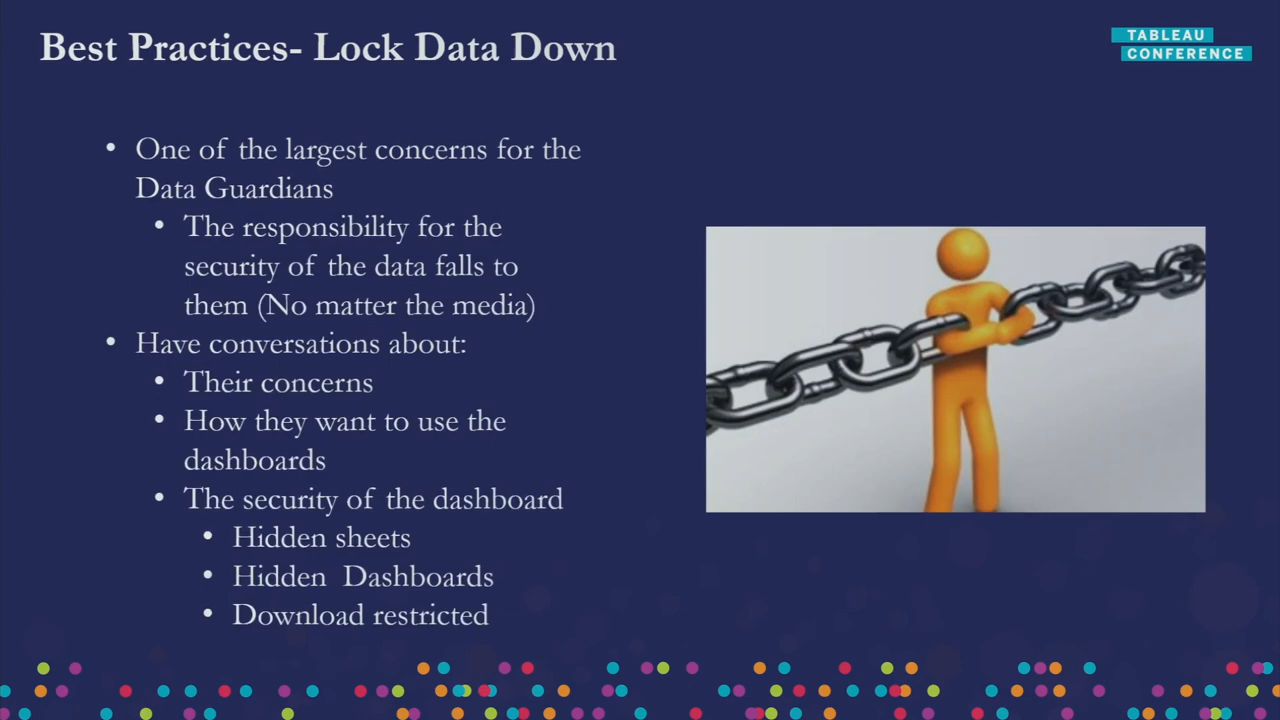 Best Practices- Lock Data Down
TABLEAU
CONFERENCE
• One of the largest concerns for the
Data Guardians
• The responsibility for the
security of the data falls to
them (No matter the media)
• Have conversations about:
• Their concerns
• How they want to use the
dashboards
• The security of the dashboard
• Hidden sheets
• Hidden Dashboards
• Download restricted